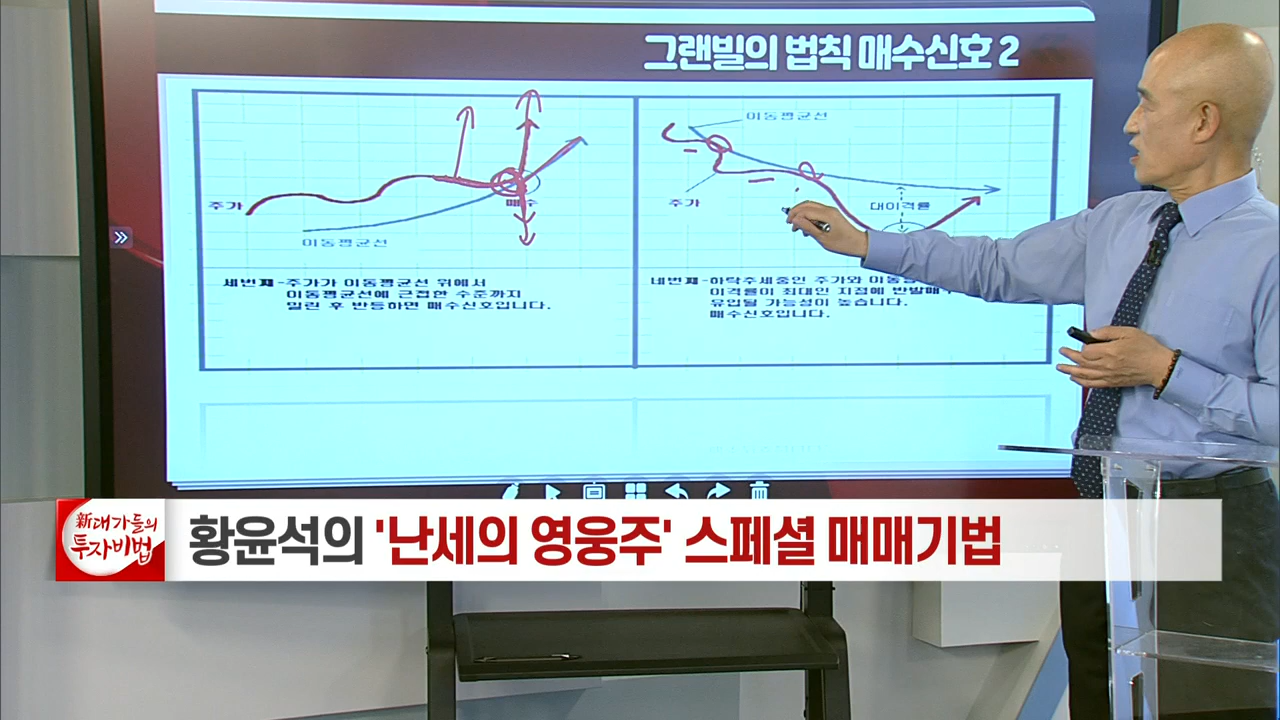 그랜빌의 법칙 매수신호 2
주가
매수
이동평균선
세번째 -주가가 이동평균선 위에서
이동평균선에 근접한 수준까지
밀린 후 반등하면 매수신호입니다.
이동평균선
주가
대이격률
네번째 -하락추세중인 주가와 이동
이격률이 최대인 지점에 반발매수
유입될 가능성이 높습니다.
매수신호입니다.
新대가들의
투자비법
황윤석의 '난세의 영웅주' 스페셜 매매기법